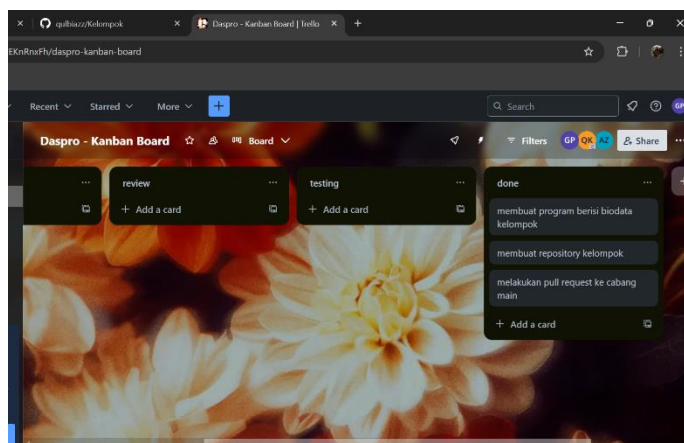 qulbiazz/Kelompok
Daspro - Kanban Board | Trello
EKnRnxFh/daspro-kanban-board
Recent
Starred
More
Search
GP
Daspro - Kanban Board
Board
Filters
GP
QK
AZ
Share
review
Add a card
testing
Add a card
done
membuat program berisi biodata
kelompok
membuat repository kelompok
melakukan pull request ke cabang
main
Add a card